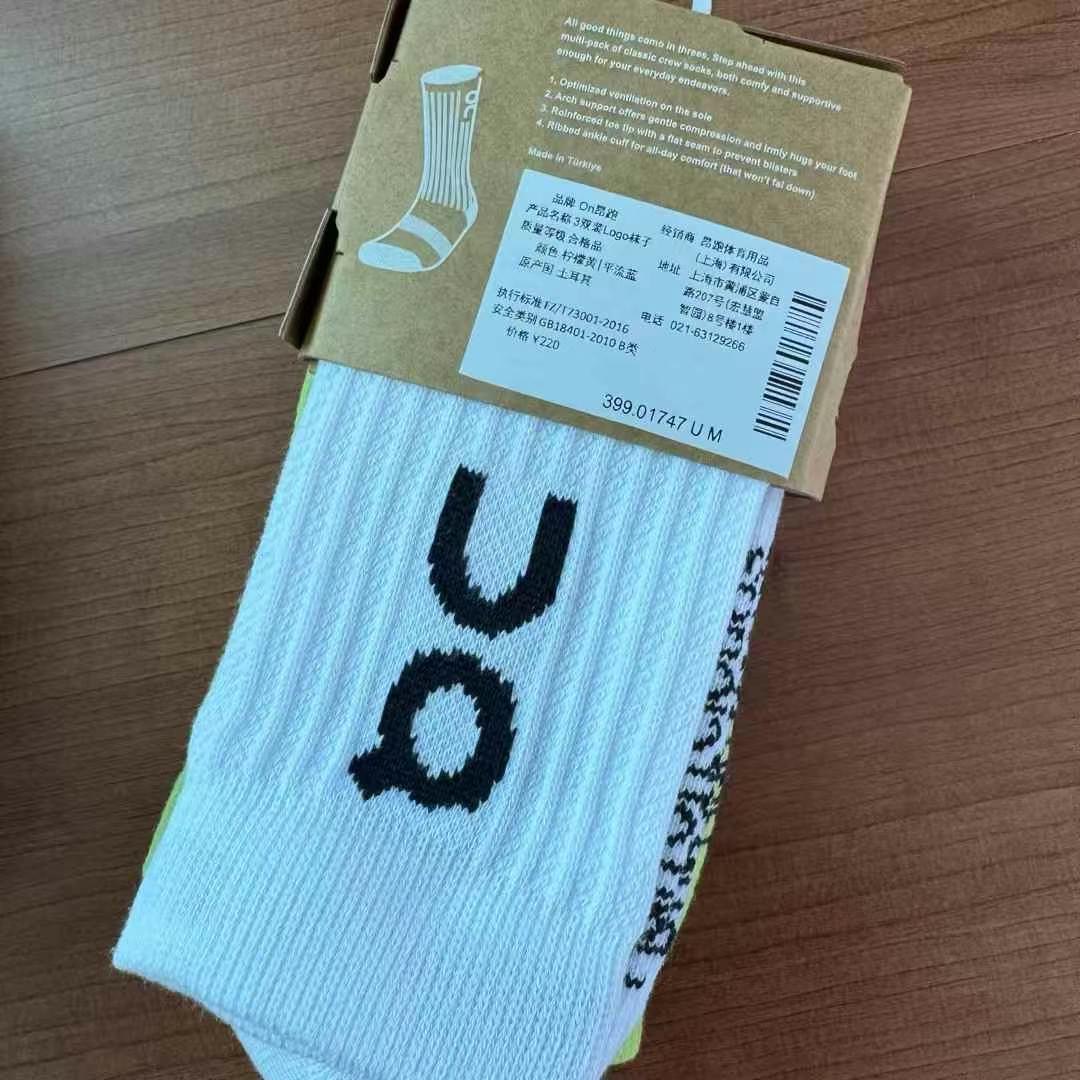 All good things come in threes, Step ahead with this
multi-pack of classic crew socks, both comfy and supportive
enough for your everyday endeavors.
1. Optimized ventilation on the sole
2. Arch support offers gentle compression and irmly hugs your foot
3. Reinforced toe tip with a flat seam to prevent blisters
4. Ribbed ankle cuff for all-day comfort (that won't fal down)
Made in Türkiye
品牌 On昂跑
产品名称 3双装Logo袜子
质量等级 合格品
颜色 柠檬黄|平流蓝
原产国 土耳其
执行标准 FZ/T73001-2016
安全类别 GB18401-2010 B类
价格 ¥220
经销商 昂跑体育用品
(上海)有限公司
地址 上海市黄浦区蒙自
路207号(宏慧盟
智园)8号楼1楼
电话 021-63129266
399.01747 U M
On